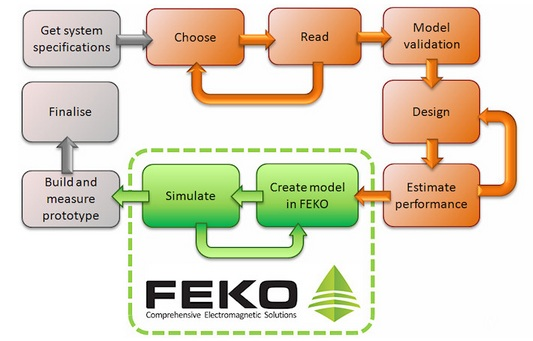 Get system
specifications
Choose
Read
Model
validation
Design
Estimate
performance
Create model
in FEKO
Simulate
Build and
measure
prototype
Finalise
FEKO
Comprehensive Electromagnetic Solutions